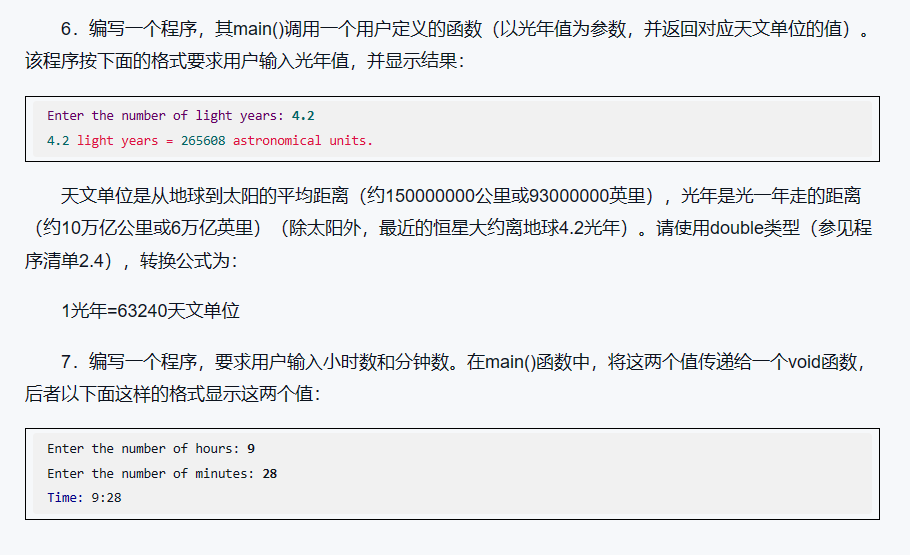 6．编写一个程序，其main()调用一个用户定义的函数（以光年值为参数，并返回对应天文单位的值）。
该程序按下面的格式要求用户输入光年值，并显示结果：
Enter the number of light years: 4.2
4.2 light years = 265608 astronomical units.
天文单位是从地球到太阳的平均距离（约150000000公里或93000000英里），光年是光一年走的距离
（约10万亿公里或6万亿英里）（除太阳外，最近的恒星大约离地球4.2光年）。请使用double类型（参见程
序清单2.4），转换公式为：
1光年=63240天文单位
7．编写一个程序，要求用户输入小时数和分钟数。在main()函数中，将这两个值传递给一个void函数，
后者以下面这样的格式显示这两个值：
Enter the number of hours: 9
Enter the number of minutes: 28
Time: 9:28